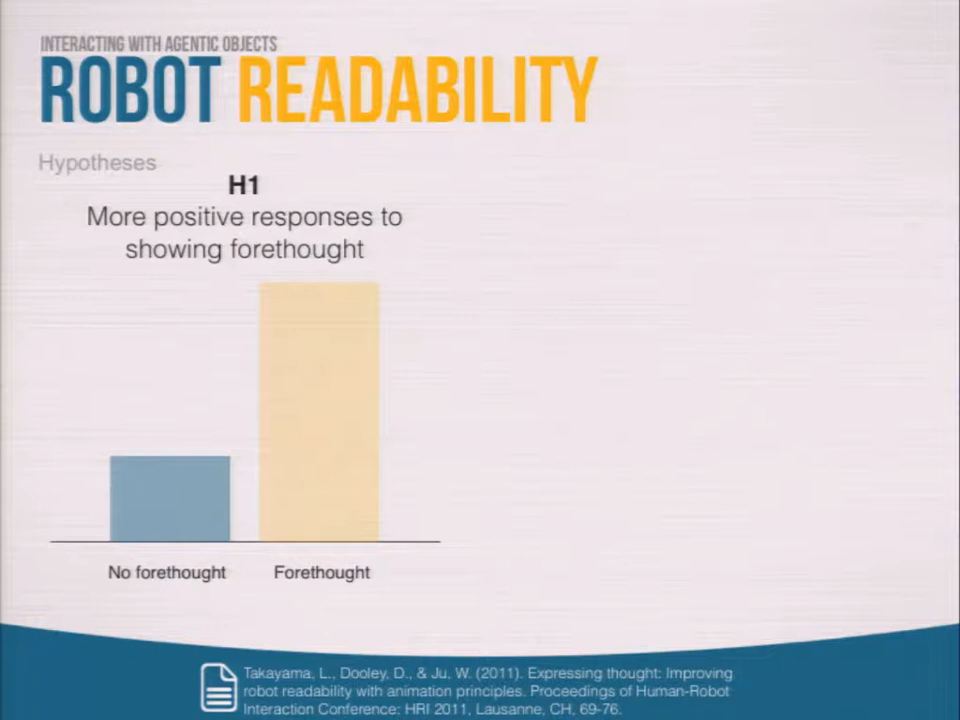 INTERACTING WITH AGENTIC OBJECTS
ROBOT READABILITY
Hypotheses
H1
More positive responses to
showing forethought
No forethought
Forethought
Takayama, L., Dooley, D., & Ju. W. (2011). Expressing thought: Improving
robot readability with animation principles. Proceedings of Human-Robot
Interaction Conference: HRI 2011, Lausanne, CH, 69-76.